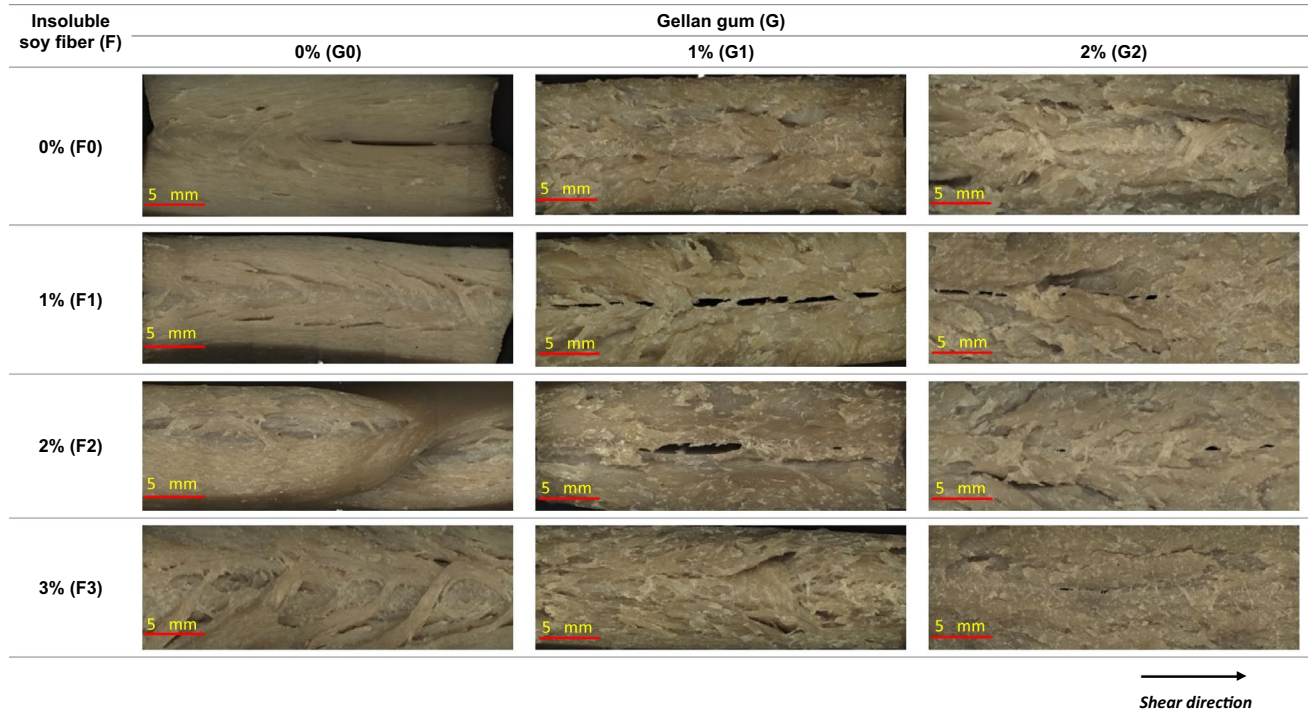 Insoluble
soy fiber (F)
Gellan gum (G)
0% (G0)
1% (G1)
2% (G2)
0% (F0)
5 mm
5 mm
5 mm
1% (F1)
5 mm
5 mm
5 mm
2% (F2)
5 mm
5 mm
5 mm
3% (F3)
5 mm
5 mm
5 mm
Shear direction